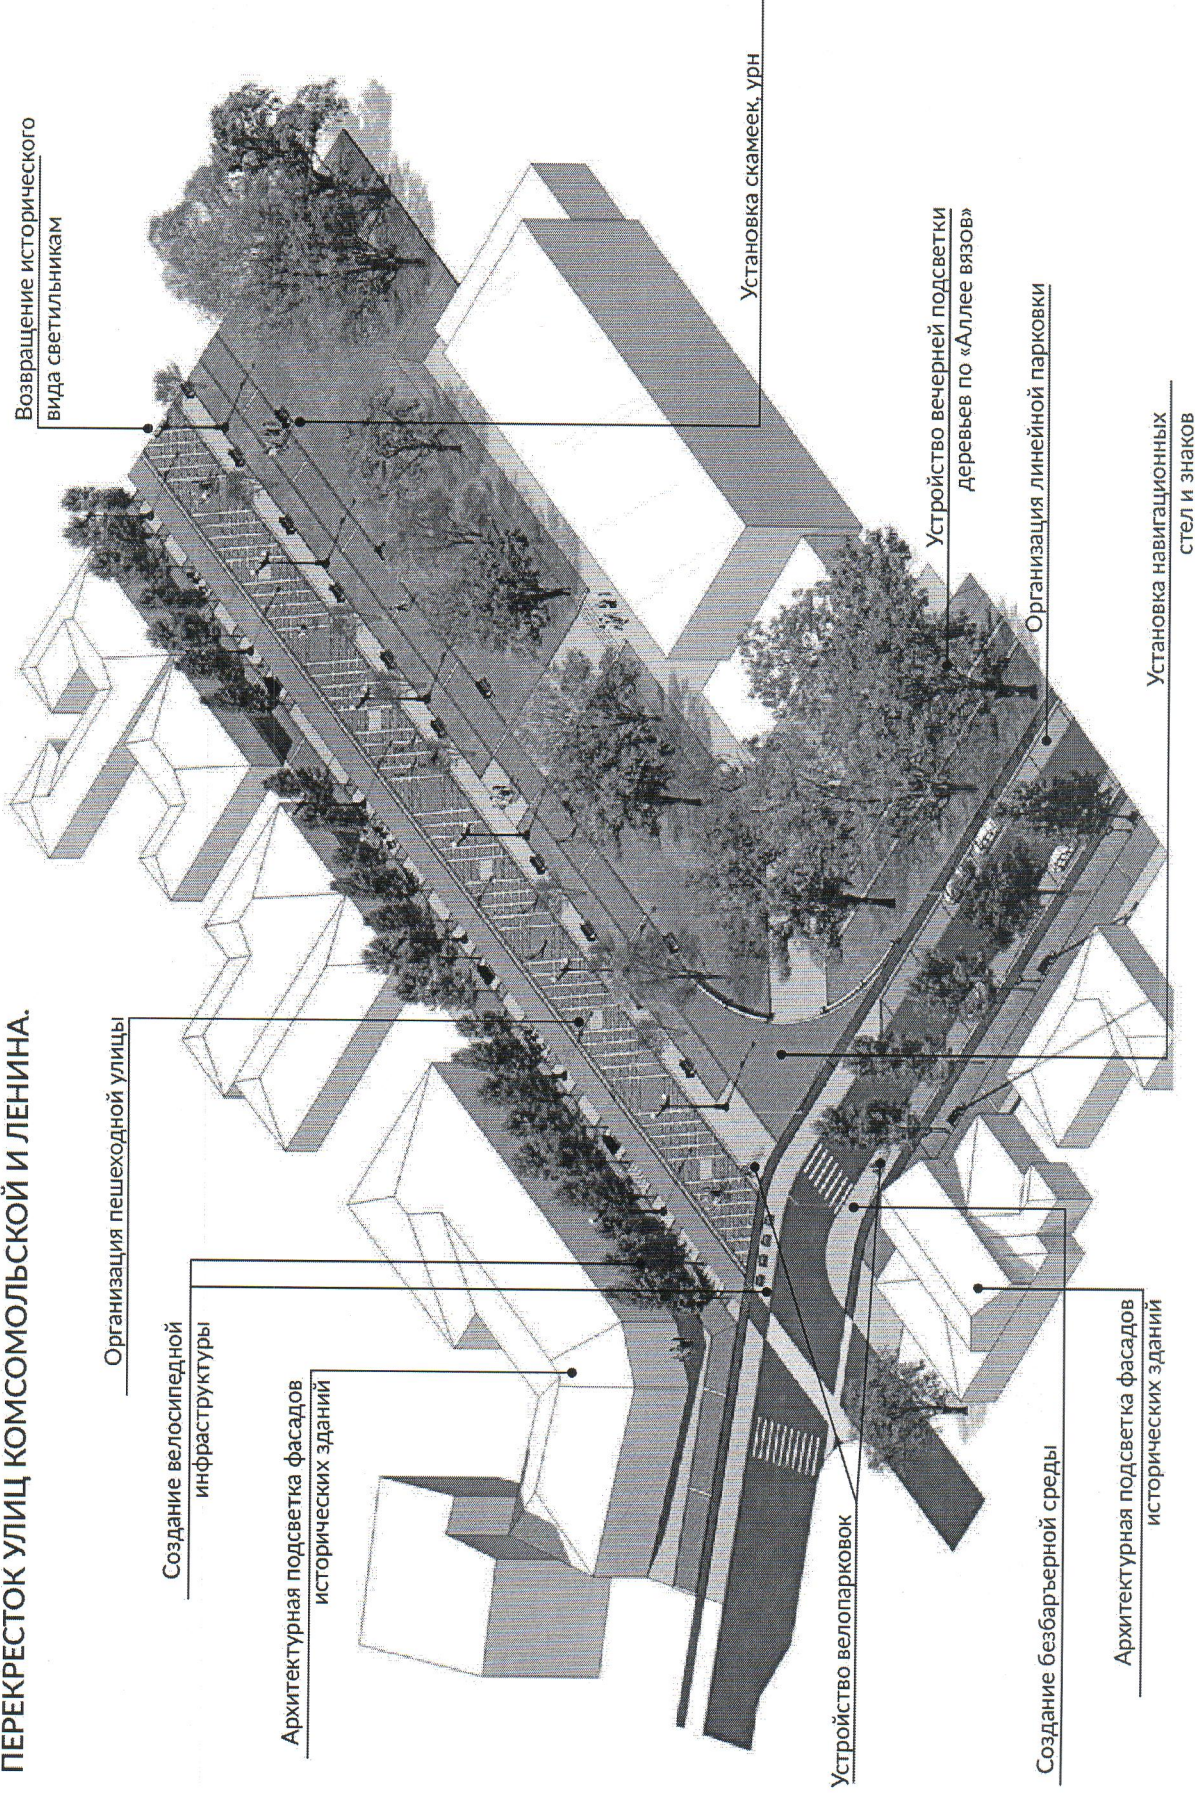 ПЕРЕКРЕСТОК УЛИЦ КОМСОМОЛЬСКОЙ И ЛЕНИНА.
Возвращение исторического
вида светильникам
Организация пешеходной улицы
Создание велосипедной
инфраструктуры
Архитектурная подсветка фасадов
исторических зданий
Установка скамеек, урн
Устройство вечерней подсветки
деревьев по «Аллее вязов»
Организация линейной парковки
Установка навигационных
стел и знаков
Устройство велопарковок
Создание безбарьерной среды
Архитектурная подсветка фасадов
исторических зданий